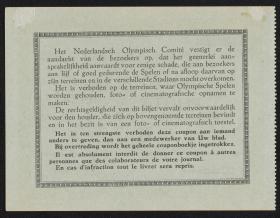 Het Nederlandsch Olympisch Comité vestigt er de
aandacht van de bezoekers op, dat het geenerlei aan-
sprakelijkheid aanvaardt voor eenige schade, die aan bezoekers
aan lijf of goed gedurende de Spelen of na afloop daarvan op
zijn terreinen en in de verschillende Stadions mocht overkomen.
Het is verboden op de terreinen, waar Olympische Spelen
worden gehouden, foto- of cinematografische opnamen te
maken.
De rechtsgeldigheid van dit biljet vervalt onvoorwaardelijk
voor den houder, die zich op bovengenoemde terreinen bevindt
en in het bezit is van een foto- of cinematografisch toestel.
Het is ten strengste verboden deze coupon aan iemand
anders te geven, dan aan een medewerker van Uw blad.
Bij overtreding wordt het geheele couponboekje ingetrokken.
Il est absolument interdit de donner ce coupon à autres
personnes que des colaborateurs de votre journal.
En cas d'infraction tout le livret sera repris.